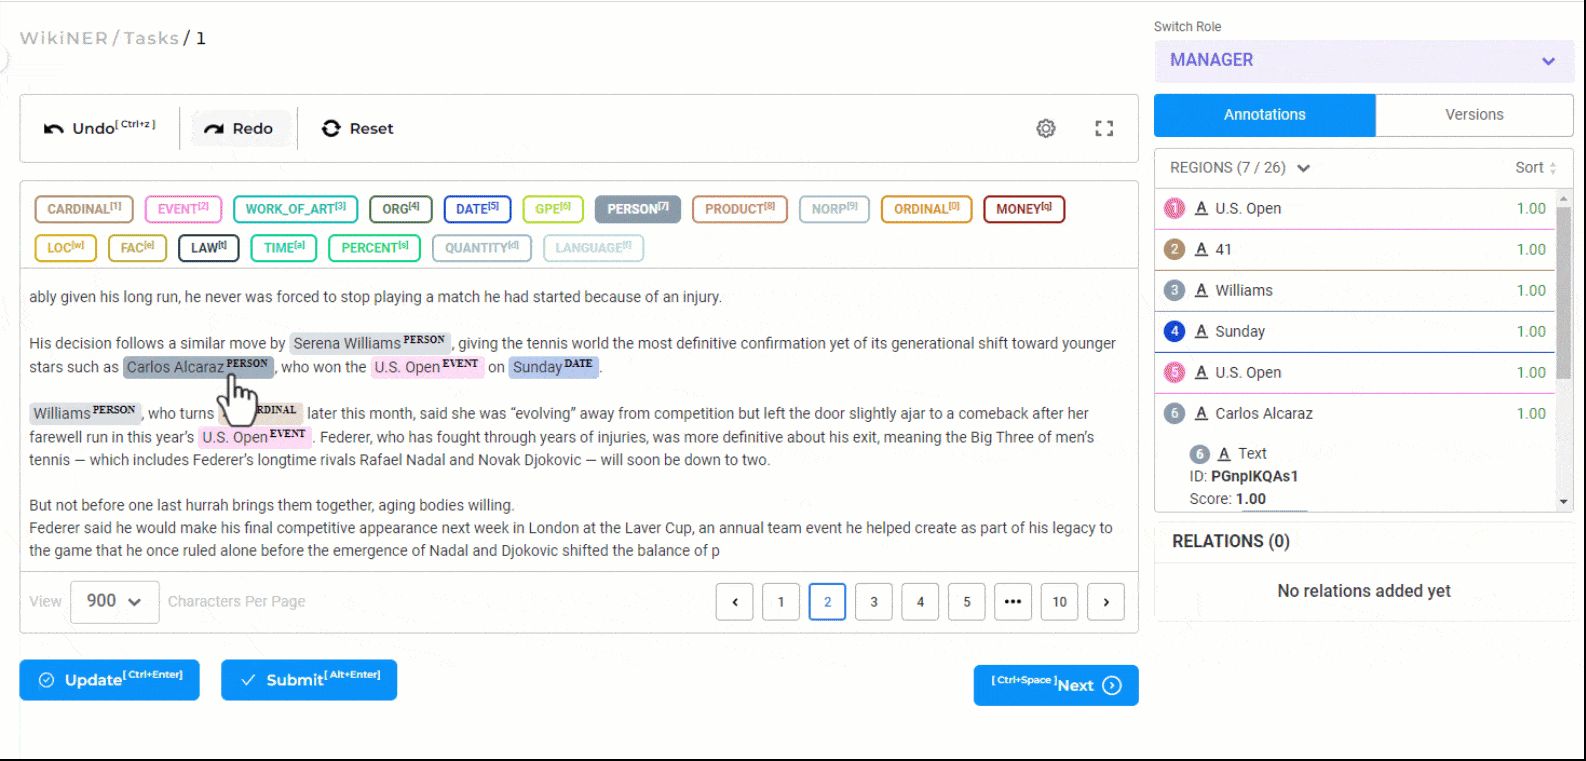 WikiNER / Tasks / 1
Switch Role
MANAGER
Undo[ Ctrl+z ] Redo Reset
Annotations Versions
REGIONS (7 / 26) Sort
CARDINAL[1] EVENT[2] WORK_OF_ART[3] ORG[4] DATE[5] GPE[6] PERSON[7] PRODUCT[8] NORP[9] ORDINAL[0] MONEY[q]
LOC[w] FAC[e] LAW[t] TIME[a] PERCENT[s] QUANTITY[d] LANGUAGE[f]
ably given his long run, he never was forced to stop playing a match he had started because of an injury.
His decision follows a similar move by Serena Williams PERSON , giving the tennis world the most definitive confirmation yet of its generational shift toward younger
stars such as Carlos Alcaraz PERSON , who won the U.S. Open EVENT on Sunday DATE .
Williams PERSON , who turns RDINAL later this month, said she was “evolving” away from competition but left the door slightly ajar to a comeback after her
farewell run in this year’s U.S. Open EVENT . Federer, who has fought through years of injuries, was more definitive about his exit, meaning the Big Three of men’s
tennis — which includes Federer’s longtime rivals Rafael Nadal and Novak Djokovic — will soon be down to two.
But not before one last hurrah brings them together, aging bodies willing.
Federer said he would make his final competitive appearance next week in London at the Laver Cup, an annual team event he helped create as part of his legacy to
the game that he once ruled alone before the emergence of Nadal and Djokovic shifted the balance of p
View 900 Characters Per Page
1 2 3 4 5 ••• 10
Update[ Ctrl+Enter] Submit[ Alt+Enter] [ Ctrl+Space ]Next
1 A U.S. Open 1.00
2 A 41 1.00
3 A Williams 1.00
4 A Sunday 1.00
5 A U.S. Open 1.00
6 A Carlos Alcaraz 1.00
6 A Text
ID: PGnpIKQAs1
Score: 1.00
RELATIONS (0)
No relations added yet